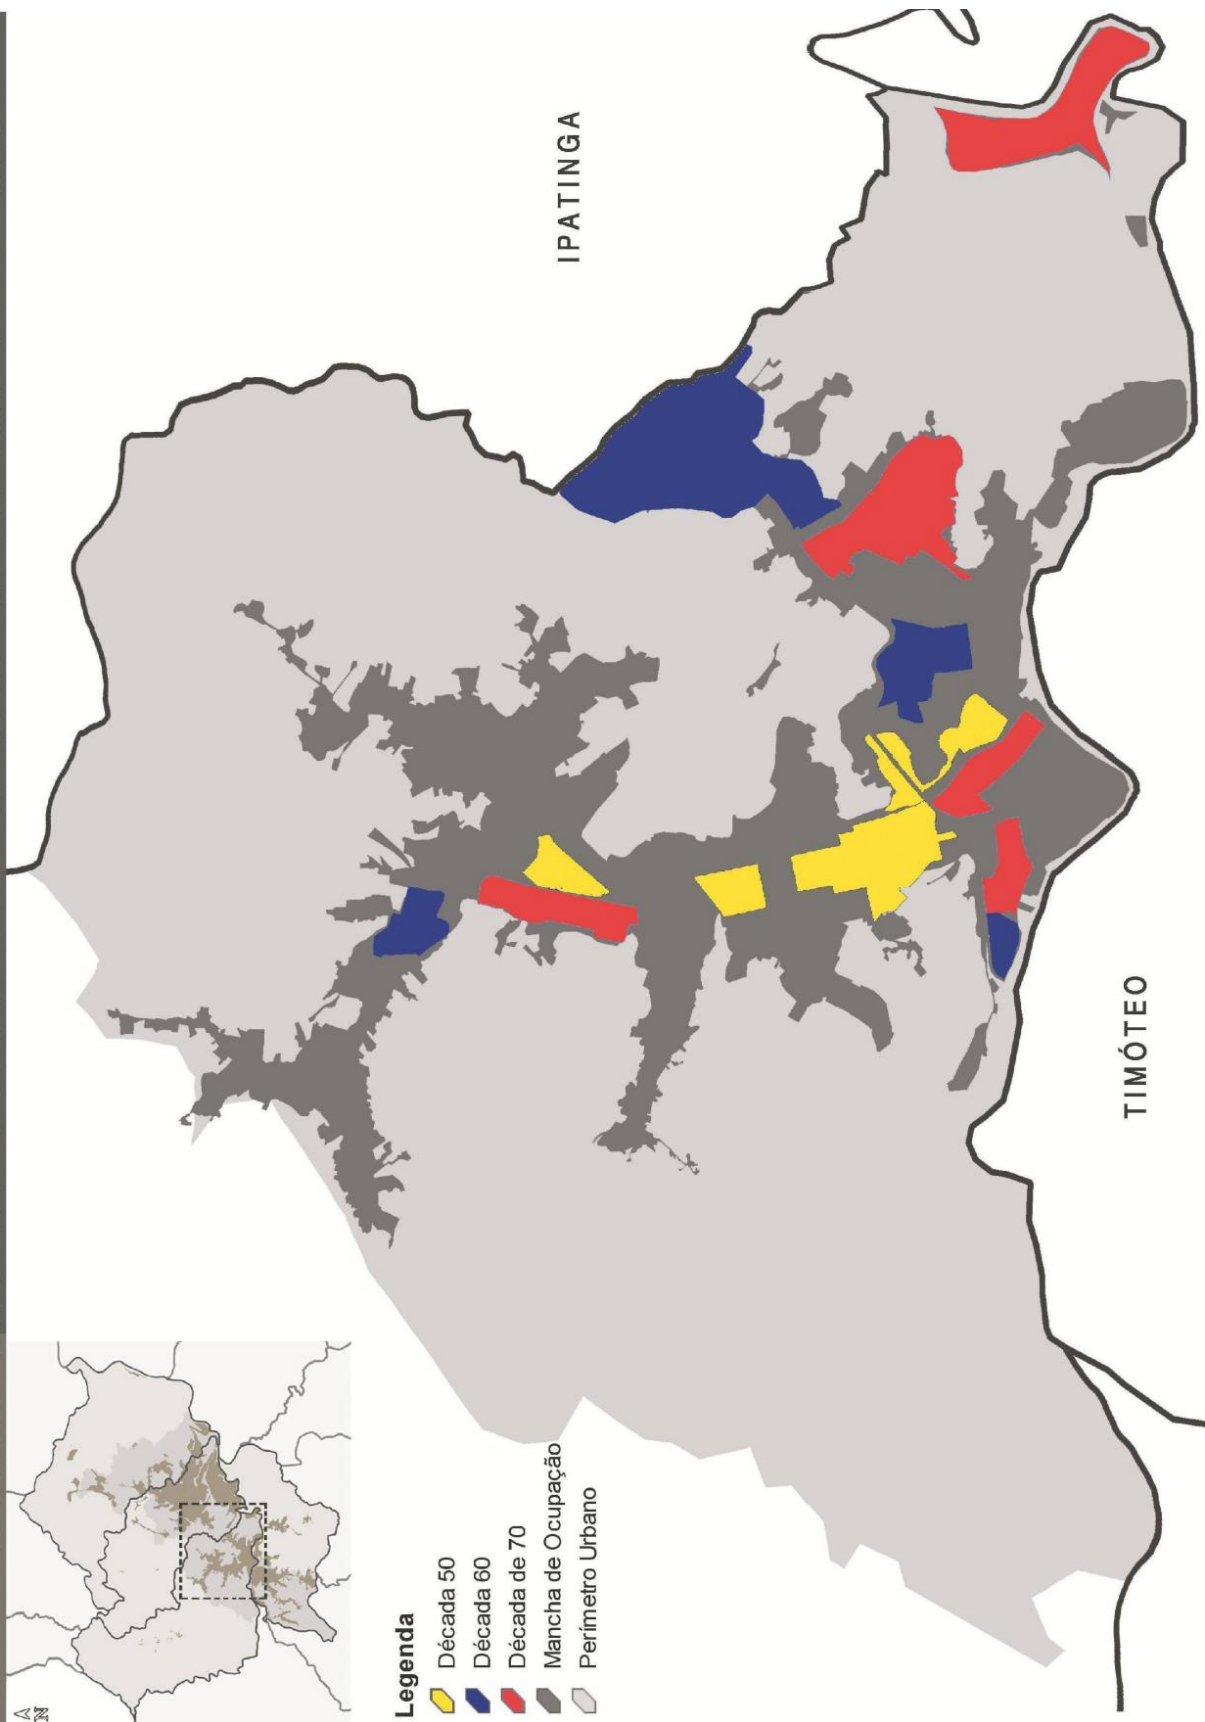 IPATINGA
TIMÓTEO
N
Legenda
Década 50
Década 60
Década de 70
Mancha de Ocupação
Perímetro Urbano